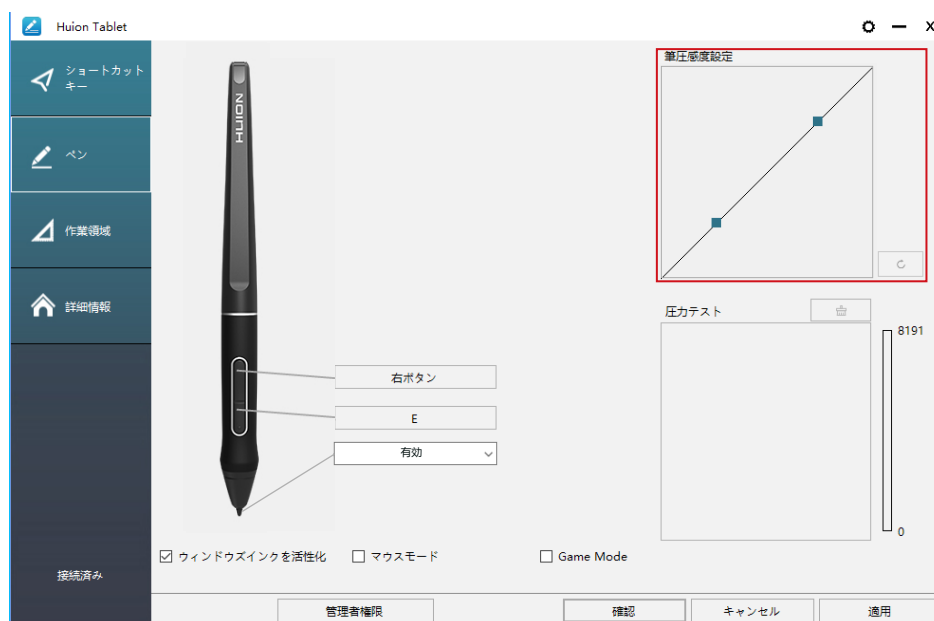 Huion Tablet
ショートカット
キー
ペン
作業領域
詳細情報
接続済み
HUION
右ボタン
E
有効
筆圧感度設定
圧力テスト
8191
0
ウィンドウズインクを活性化
マウスモード
Game Mode
管理者権限
確認
キャンセル
適用